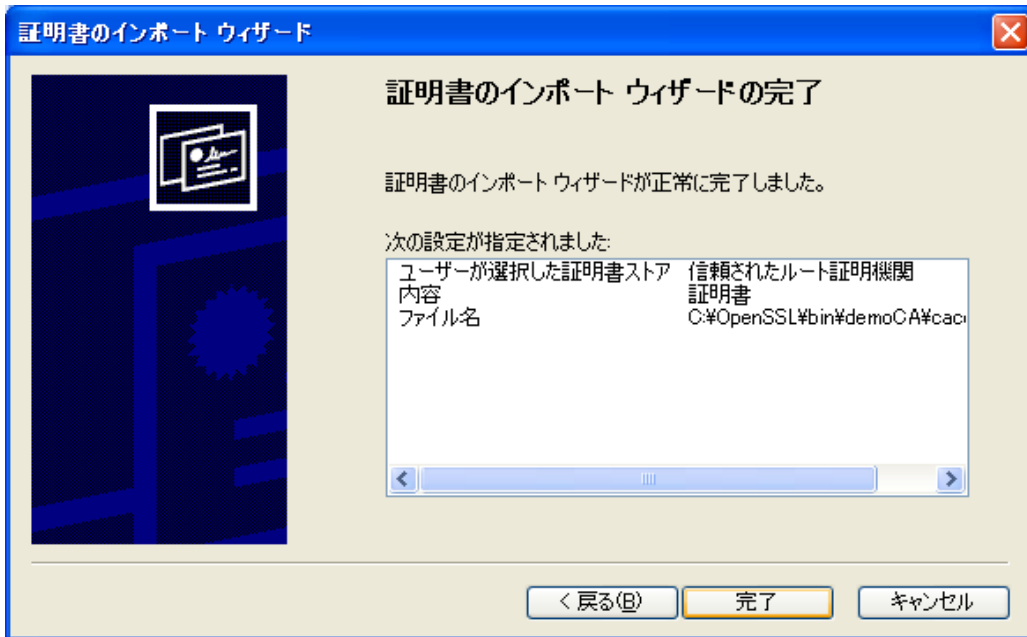 証明書のインポート ウィザード
証明書のインポート ウィザードの完了
証明書のインポート ウィザードが正常に完了しました。
次の設定が指定されました:
ユーザーが選択した証明書ストア 信頼されたルート証明機関
内容 証明書
ファイル名 C:¥OpenSSL¥bin¥demoCA¥cac
< 戻る(B) 完了 キャンセル